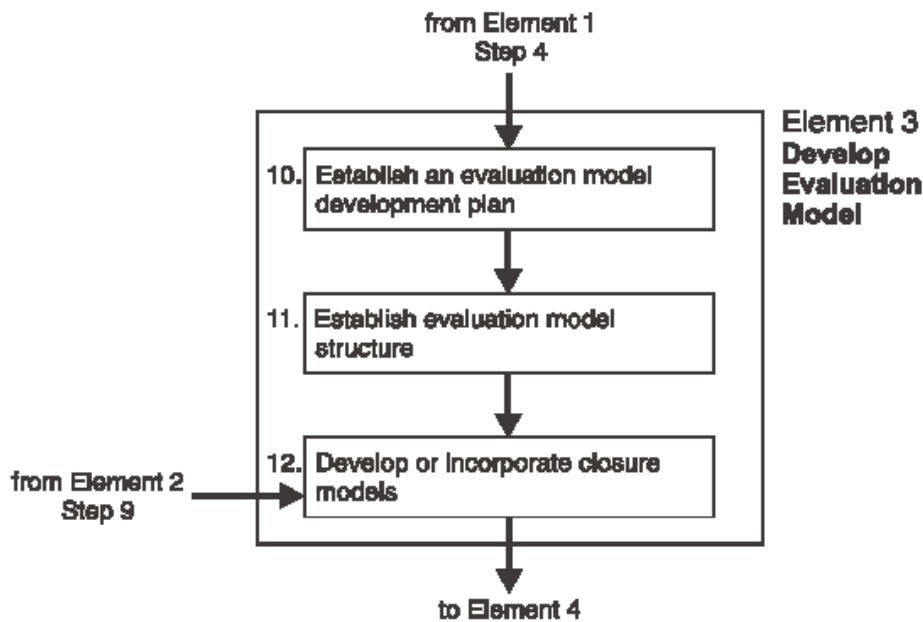 from Element 1
Step 4
Element 3
Develop
Evaluation
Model
10. Establish an evaluation model
development plan
11. Establish evaluation model
structure
12. Develop or incorporate closure
models
from Element 2
Step 9
to Element 4